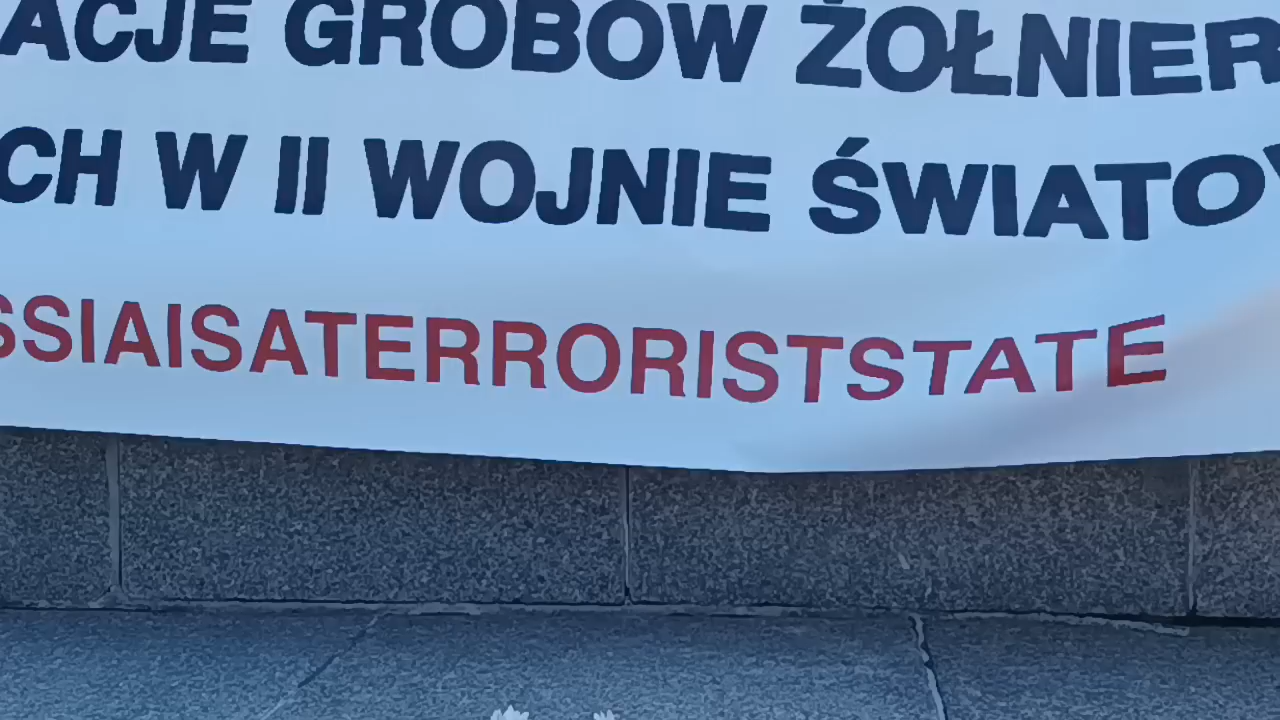 ACJE GROBÓW ŻOŁNIER
CH W II WOJNIE ŚWIATO
SSIAISATERRORISTSTATE